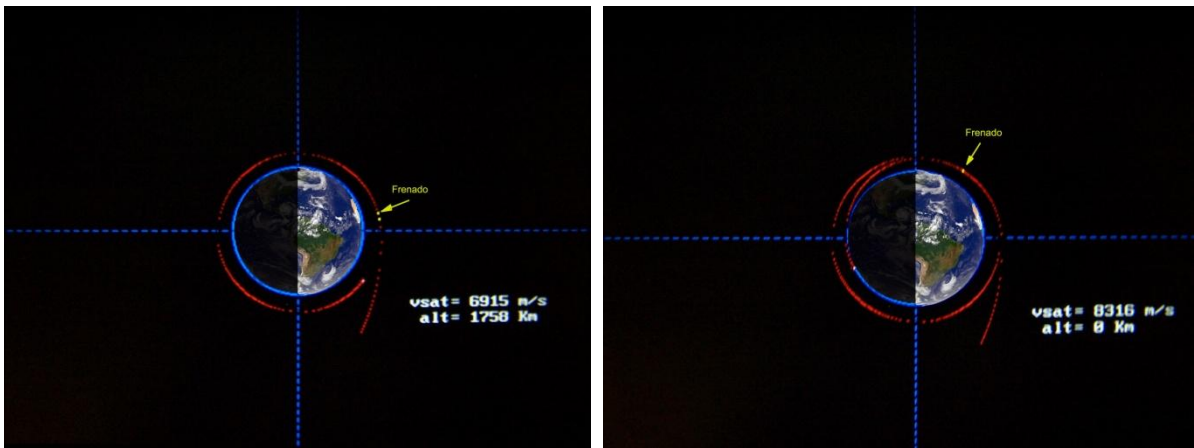 Frenado
vsat= 6915 m/s
alt= 1758 Km
Frenado
vsat= 8316 m/s
alt= 0 Km